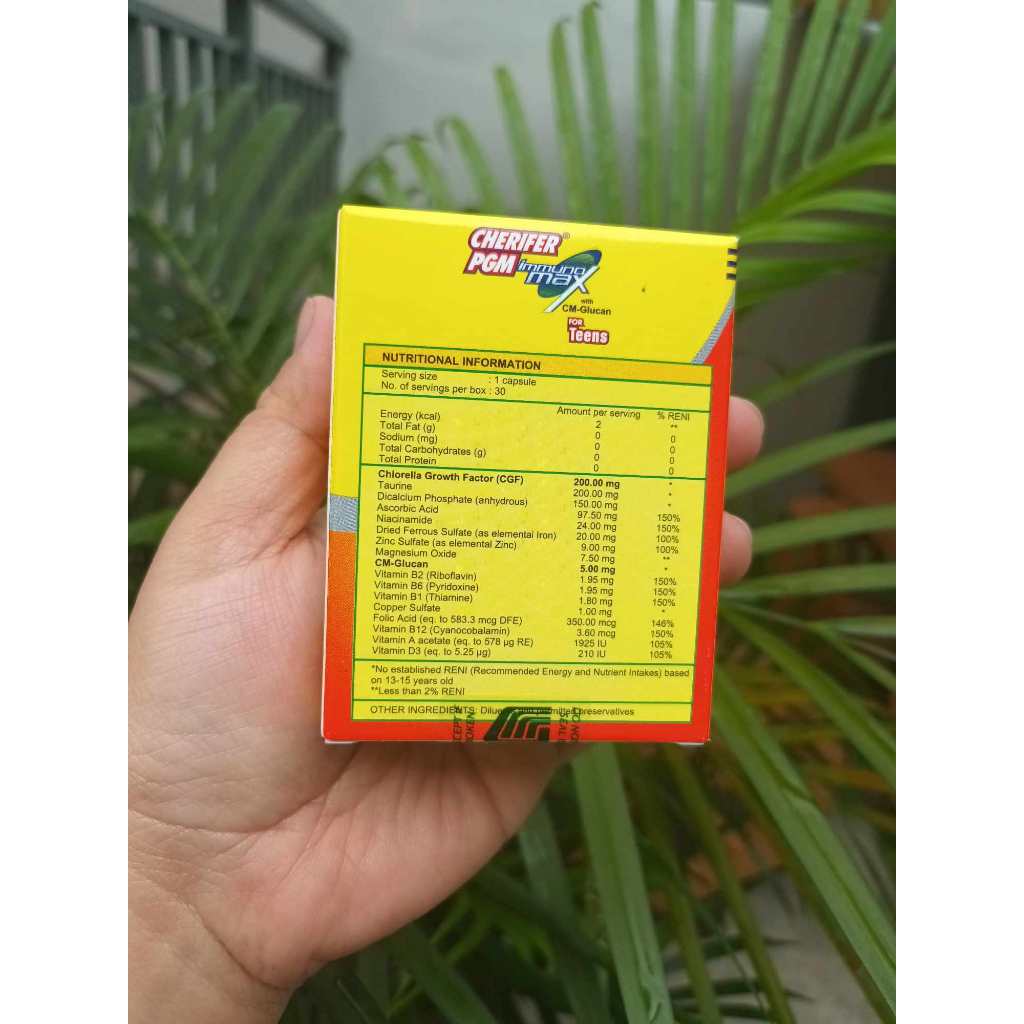 CHERIFER®
PGM immuno
max
with
CM-Glucan
FOR
Teens
NUTRITIONAL INFORMATION
Serving size : 1 capsule
No. of servings per box : 30
Amount per serving % RENI
Energy (kcal) 2 **
Total Fat (g) 0 0
Sodium (mg) 0 0
Total Carbohydrates (g) 0 0
Total Protein 0 0
Chlorella Growth Factor (CGF) 200.00 mg *
Taurine 200.00 mg *
Dicalcium Phosphate (anhydrous) 150.00 mg *
Ascorbic Acid 97.50 mg 150%
Niacinamide 24.00 mg 150%
Dried Ferrous Sulfate (as elemental Iron) 20.00 mg 100%
Zinc Sulfate (as elemental Zinc) 9.00 mg 100%
Magnesium Oxide 7.50 mg **
CM-Glucan 5.00 mg *
Vitamin B2 (Riboflavin) 1.95 mg 150%
Vitamin B6 (Pyridoxine) 1.95 mg 150%
Vitamin B1 (Thiamine) 1.80 mg 150%
Copper Sulfate 1.00 mg *
Folic Acid (eq. to 583.3 mcg DFE) 350.00 mcg 146%
Vitamin B12 (Cyanocobalamin) 3.60 mcg 150%
Vitamin A acetate (eq. to 578 µg RE) 1925 IU 105%
Vitamin D3 (eq. to 5.25 µg) 210 IU 105%
*No established RENI (Recommended Energy and Nutrient Intakes) based
on 13-15 years old
**Less than 2% RENI
OTHER INGREDIENTS: and permitted preservatives
DO NOT
SEAL